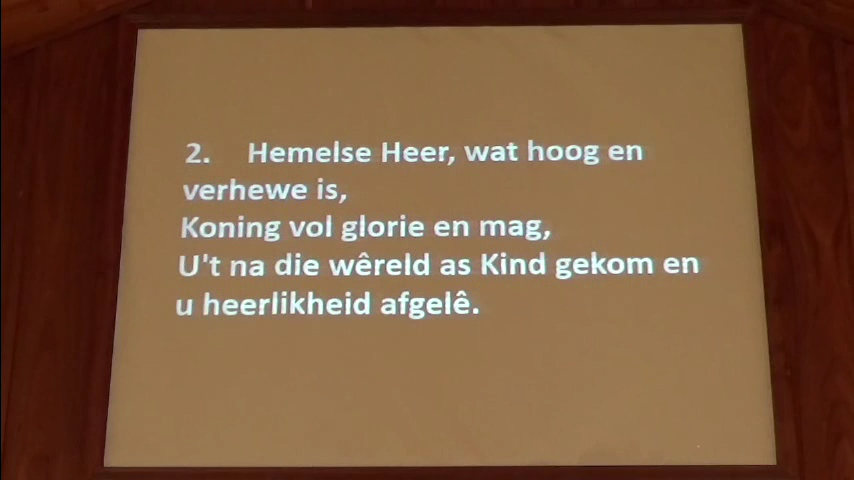 2. Hemelse Heer, wat hoog en
verhewe is,
Koning vol glorie en mag,
U't na die wêreld as Kind gekom en
u heerlikheid afgelê.